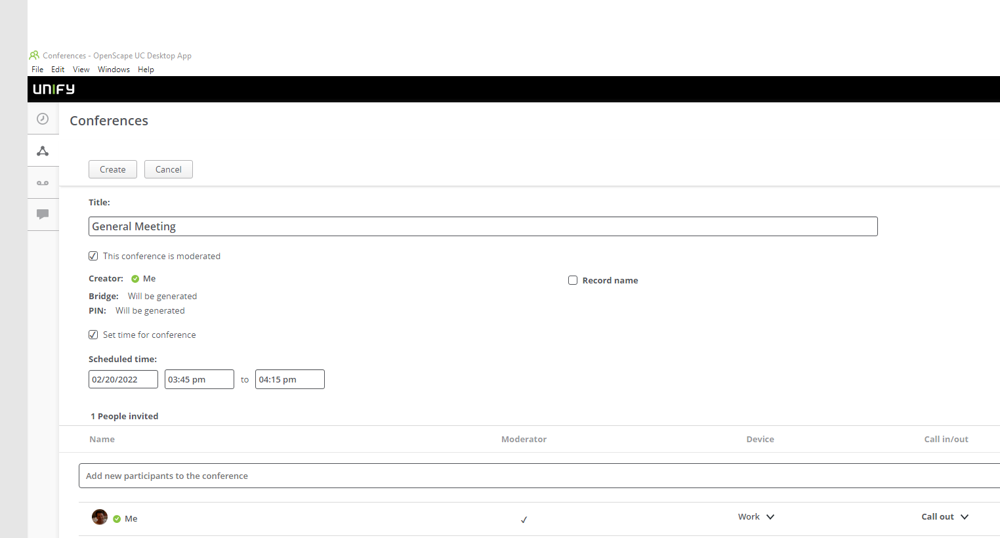 Conferences - OpenScape UC Desktop App
File Edit View Windows Help
UNIFY
Conferences
Create Cancel
Title:
General Meeting
This conference is moderated
Creator: Me
Record name
Bridge: Will be generated
PIN: Will be generated
Set time for conference
Scheduled time:
02/20/2022 03:45 pm to 04:15 pm
1 People invited
Name Moderator Device Call in/out
Add new participants to the conference
Me Work Call out